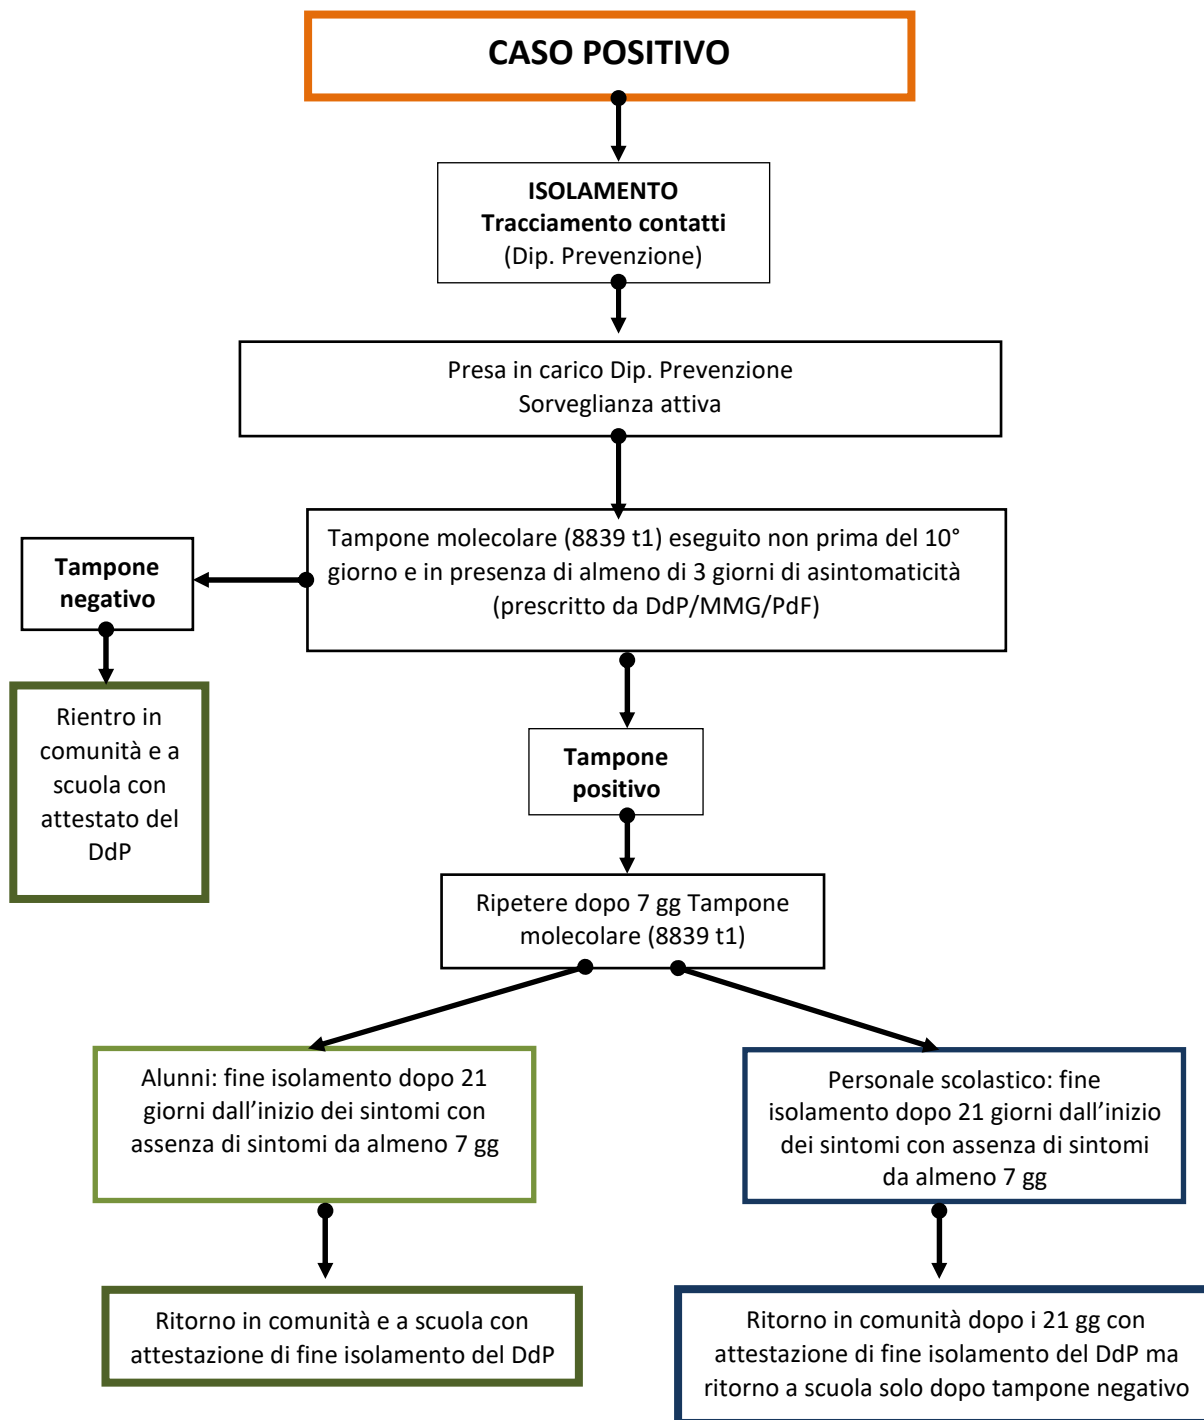 CASO POSITIVO
ISOLAMENTO
Tracciamento contatti
(Dip. Prevenzione)
Presa in carico Dip. Prevenzione
Sorveglianza attiva
Tampone molecolare (8839 t1) eseguito non prima del 10°
giorno e in presenza di almeno di 3 giorni di asintomaticità
(prescritto da DdP/MMG/PdF)
Tampone
negativo
Rientro in
comunità e a
scuola con
attestato del
DdP
Tampone
positivo
Ripetere dopo 7 gg Tampone
molecolare (8839 t1)
Alunni: fine isolamento dopo 21
giorni dall’inizio dei sintomi con
assenza di sintomi da almeno 7 gg
Personale scolastico: fine
isolamento dopo 21 giorni dall’inizio
dei sintomi con assenza di sintomi
da almeno 7 gg
Ritorno in comunità e a scuola con
attestazione di fine isolamento del DdP
Ritorno in comunità dopo i 21 gg con
attestazione di fine isolamento del DdP ma
ritorno a scuola solo dopo tampone negativo